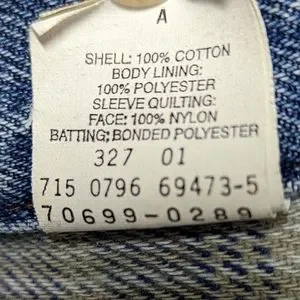 A
SHELL: 100% COTTON
BODY LINING:
100% POLYESTER
SLEEVE QUILTING:
FACE: 100% NYLON
BATTING: BONDED POLYESTER
327 01
715 0796 69473-5
70699-0289